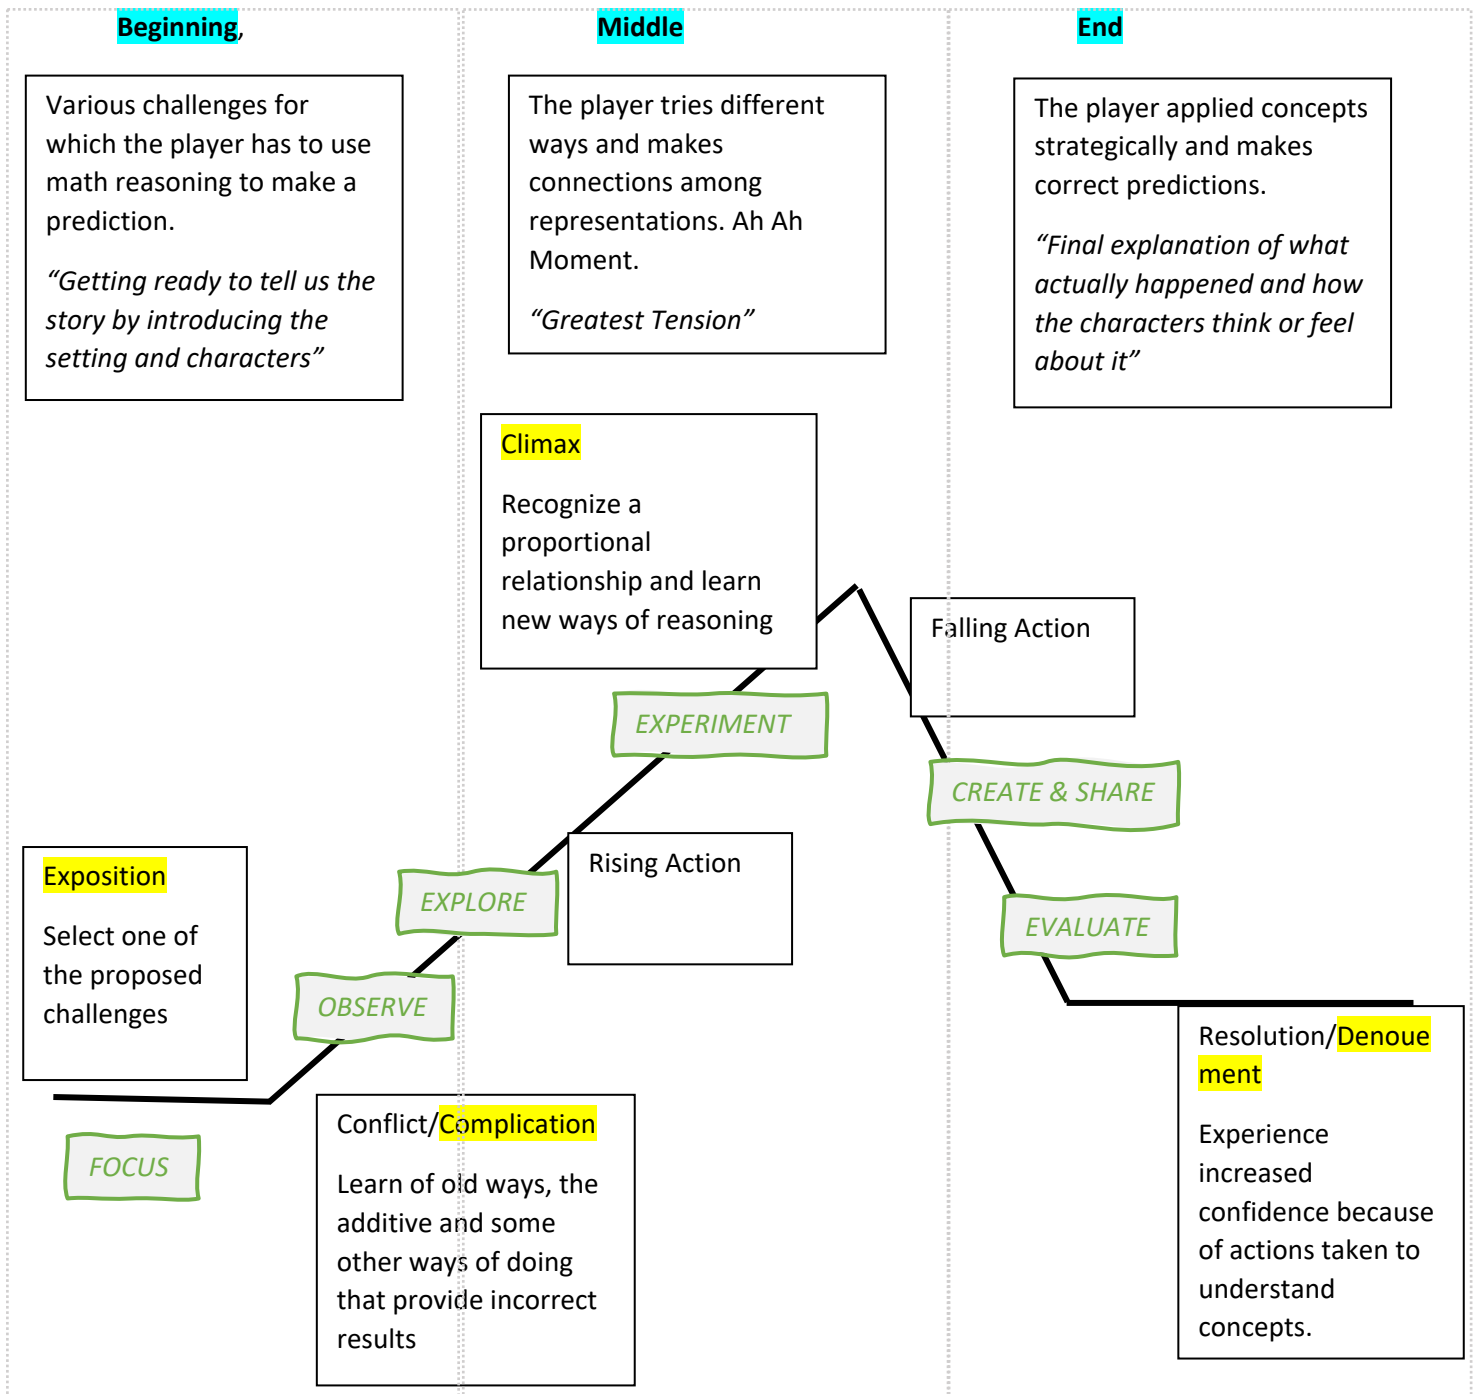 Beginning,
Middle
End
Various challenges for
which the player has to use
math reasoning to make a
prediction.
“Getting ready to tell us the
story by introducing the
setting and characters”
The player tries different
ways and makes
connections among
representations. Ah Ah
Moment.
“Greatest Tension”
The player applied concepts
strategically and makes
correct predictions.
“Final explanation of what
actually happened and how
the characters think or feel
about it”
Climax
Recognize a
proportional
relationship and learn
new ways of reasoning
Falling Action
EXPERIMENT
CREATE & SHARE
Rising Action
Exposition
Select one of
the proposed
challenges
EXPLORE
EVALUATE
OBSERVE
FOCUS
Conflict/Complication
Learn of old ways, the
additive and some
other ways of doing
that provide incorrect
results
Resolution/Denoue
ment
Experience
increased
confidence because
of actions taken to
understand
concepts.